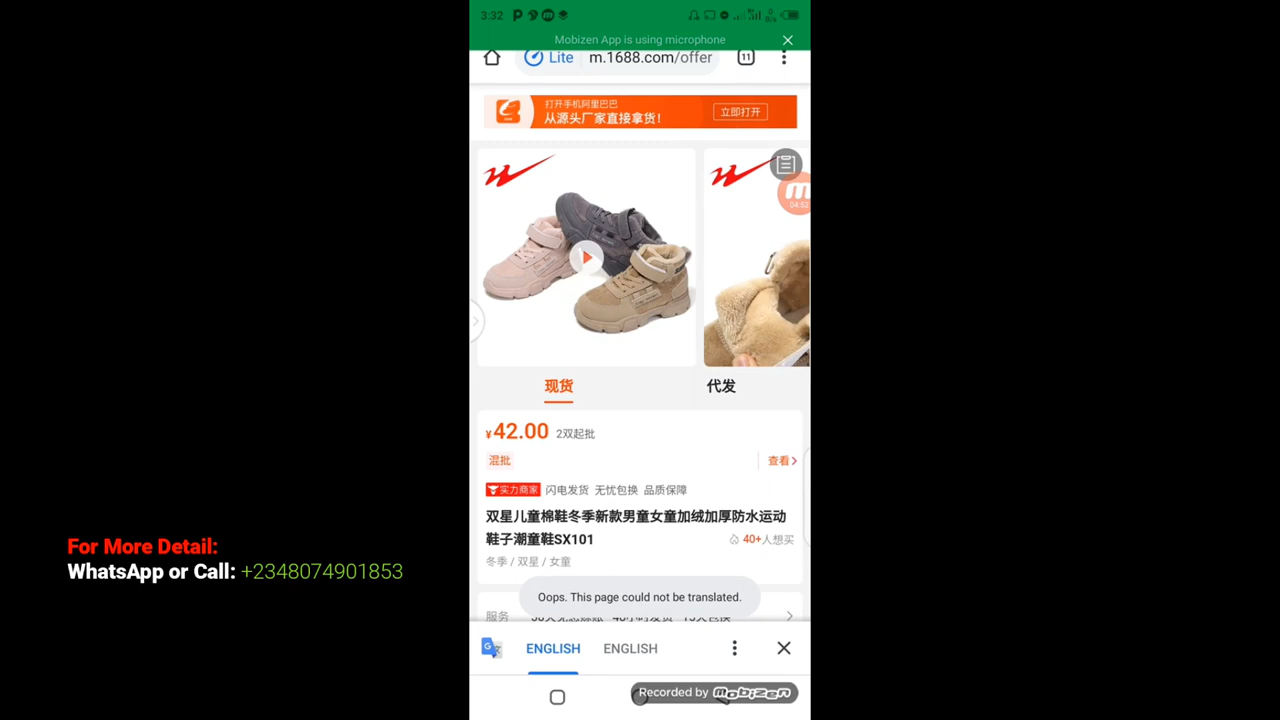 3:32
Mobizen App is using microphone
Lite
m.1688.com/offer
11
打开手机阿里巴巴
从源头厂家直接拿货!
立即打开
04:52
现货
代发
¥42.00 2双起批
混批
查看
实力商家 闪电发货 无忧包换 品质保障
双星儿童棉鞋冬季新款男童女童加绒加厚防水运动
鞋子潮童鞋SX101
40+人想买
冬季 / 双星 / 女童
For More Detail:
WhatsApp or Call: +2348074901853
Oops. This page could not be translated.
服务
ENGLISH
ENGLISH
Recorded by mobizen